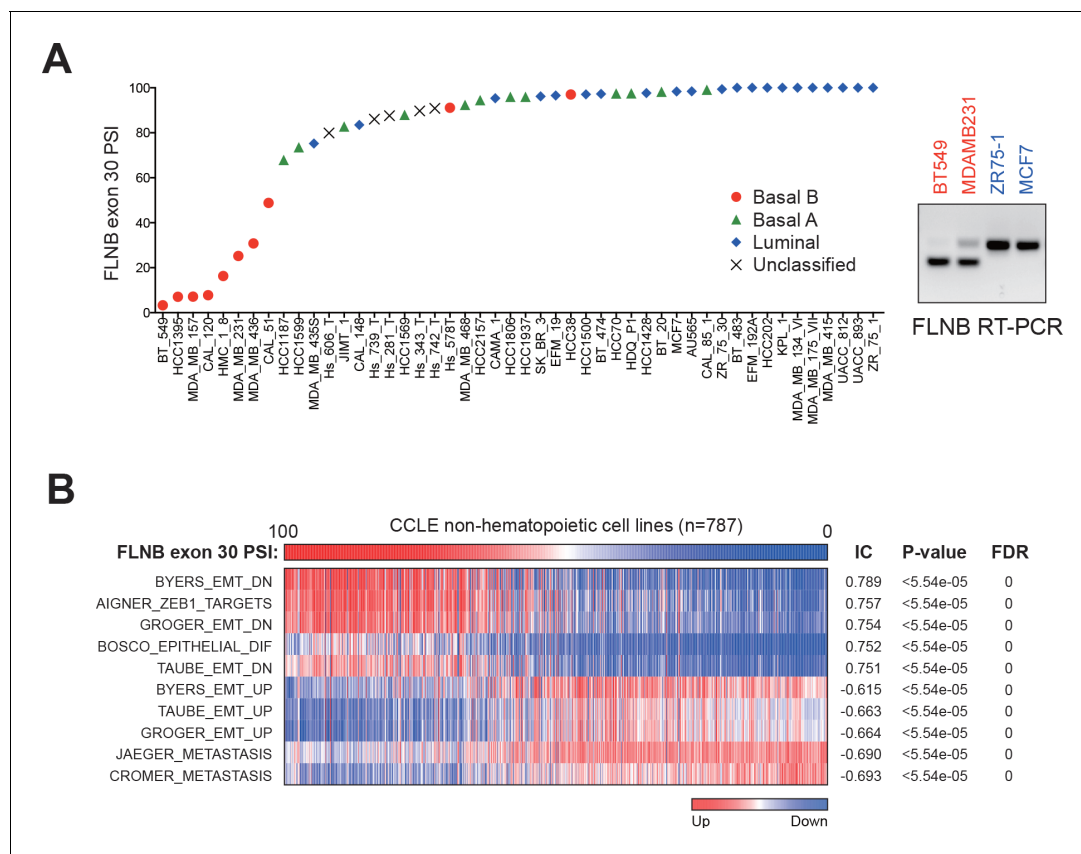 A
FLNB exon 30 PSI
100
80
60
40
20
0
Basal B
Basal A
Luminal
Unclassified
BT_549
HCC1395
MDA_MB_157
CAL_120
HMC_1_8
MDA_MB_231
MDA_MB_436
CAL_51
HCC1187
HCC1599
MDA_MB_435S
Hs_606_T
JIMT_1
CAL_148
Hs_739_T
Hs_281_T
HCC1569
Hs_343_T
Hs_742_T
Hs_578T
MDA_MB_468
HCC2157
CAMA_1
HCC1806
HCC1937
SK_BR_3
EFM_19
HCC38
HCC1500
BT_474
HCC70
HDQ_P1
HCC1428
BT_20
MCF7
AU565
CAL_85_1
ZR_75_30
BT_483
EFM_192A
HCC202
KPL_1
MDA_MB_134_VI
MDA_MB_175_VII
MDA_MB_415
UACC_812
UACC_893
ZR_75_1
BT549
MDAMB231
ZR75-1
MCF7
FLNB RT-PCR
B
100 CCLE non-hematopoietic cell lines (n=787) 0
FLNB exon 30 PSI: IC P-value FDR
BYERS_EMT_DN 0.789 <5.54e-05 0
AIGNER_ZEB1_TARGETS 0.757 <5.54e-05 0
GROGER_EMT_DN 0.754 <5.54e-05 0
BOSCO_EPITHELIAL_DIF 0.752 <5.54e-05 0
TAUBE_EMT_DN 0.751 <5.54e-05 0
BYERS_EMT_UP -0.615 <5.54e-05 0
TAUBE_EMT_UP -0.663 <5.54e-05 0
GROGER_EMT_UP -0.664 <5.54e-05 0
JAEGER_METASTASIS -0.690 <5.54e-05 0
CROMER_METASTASIS -0.693 <5.54e-05 0
Up Down